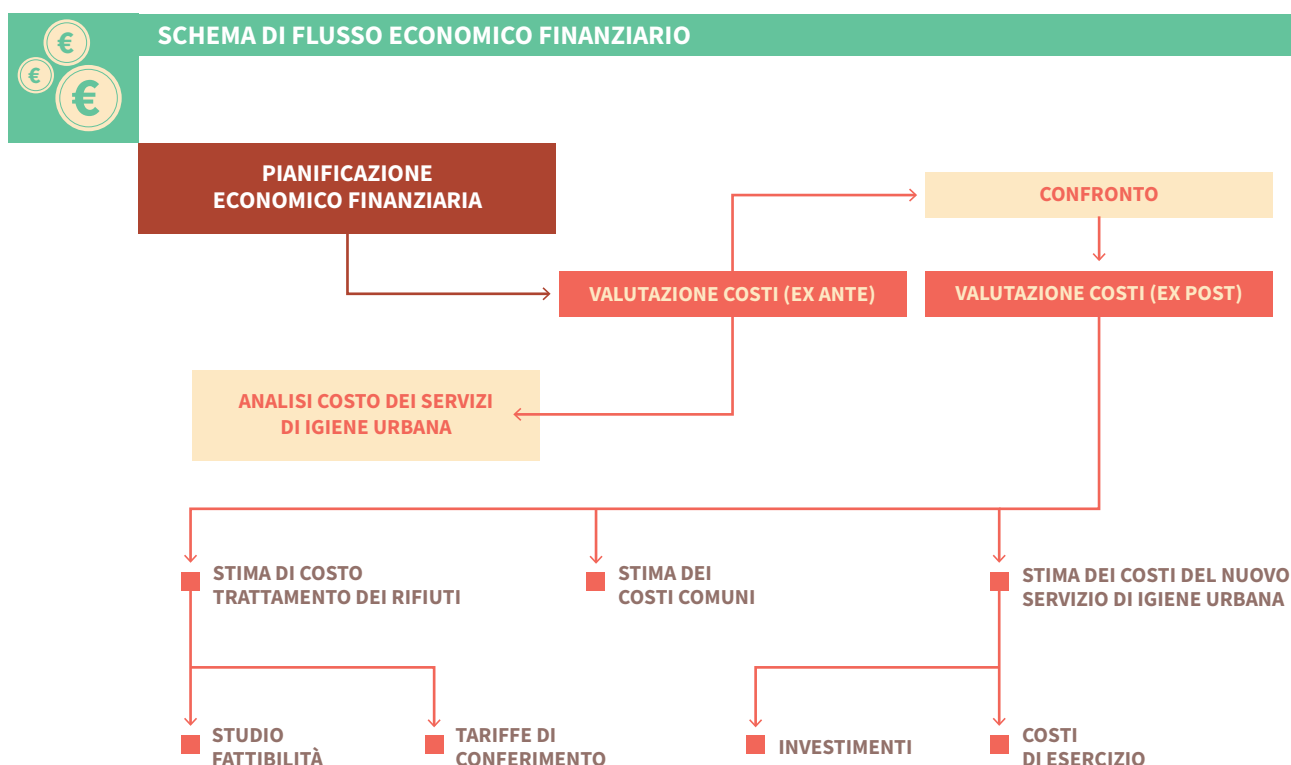 SCHEMA DI FLUSSO ECONOMICO FINANZIARIO
€
€
€
PIANIFICAZIONE
ECONOMICO FINANZIARIA
CONFRONTO
VALUTAZIONE COSTI (EX ANTE)
VALUTAZIONE COSTI (EX POST)
ANALISI COSTO DEI SERVIZI
DI IGIENE URBANA
STIMA DI COSTO
TRATTAMENTO DEI RIFIUTI
STIMA DEI
COSTI COMUNI
STIMA DEI COSTI DEL NUOVO
SERVIZIO DI IGIENE URBANA
STUDIO
FATTIBILITÀ
TARIFFE DI
CONFERIMENTO
INVESTIMENTI
COSTI
DI ESERCIZIO